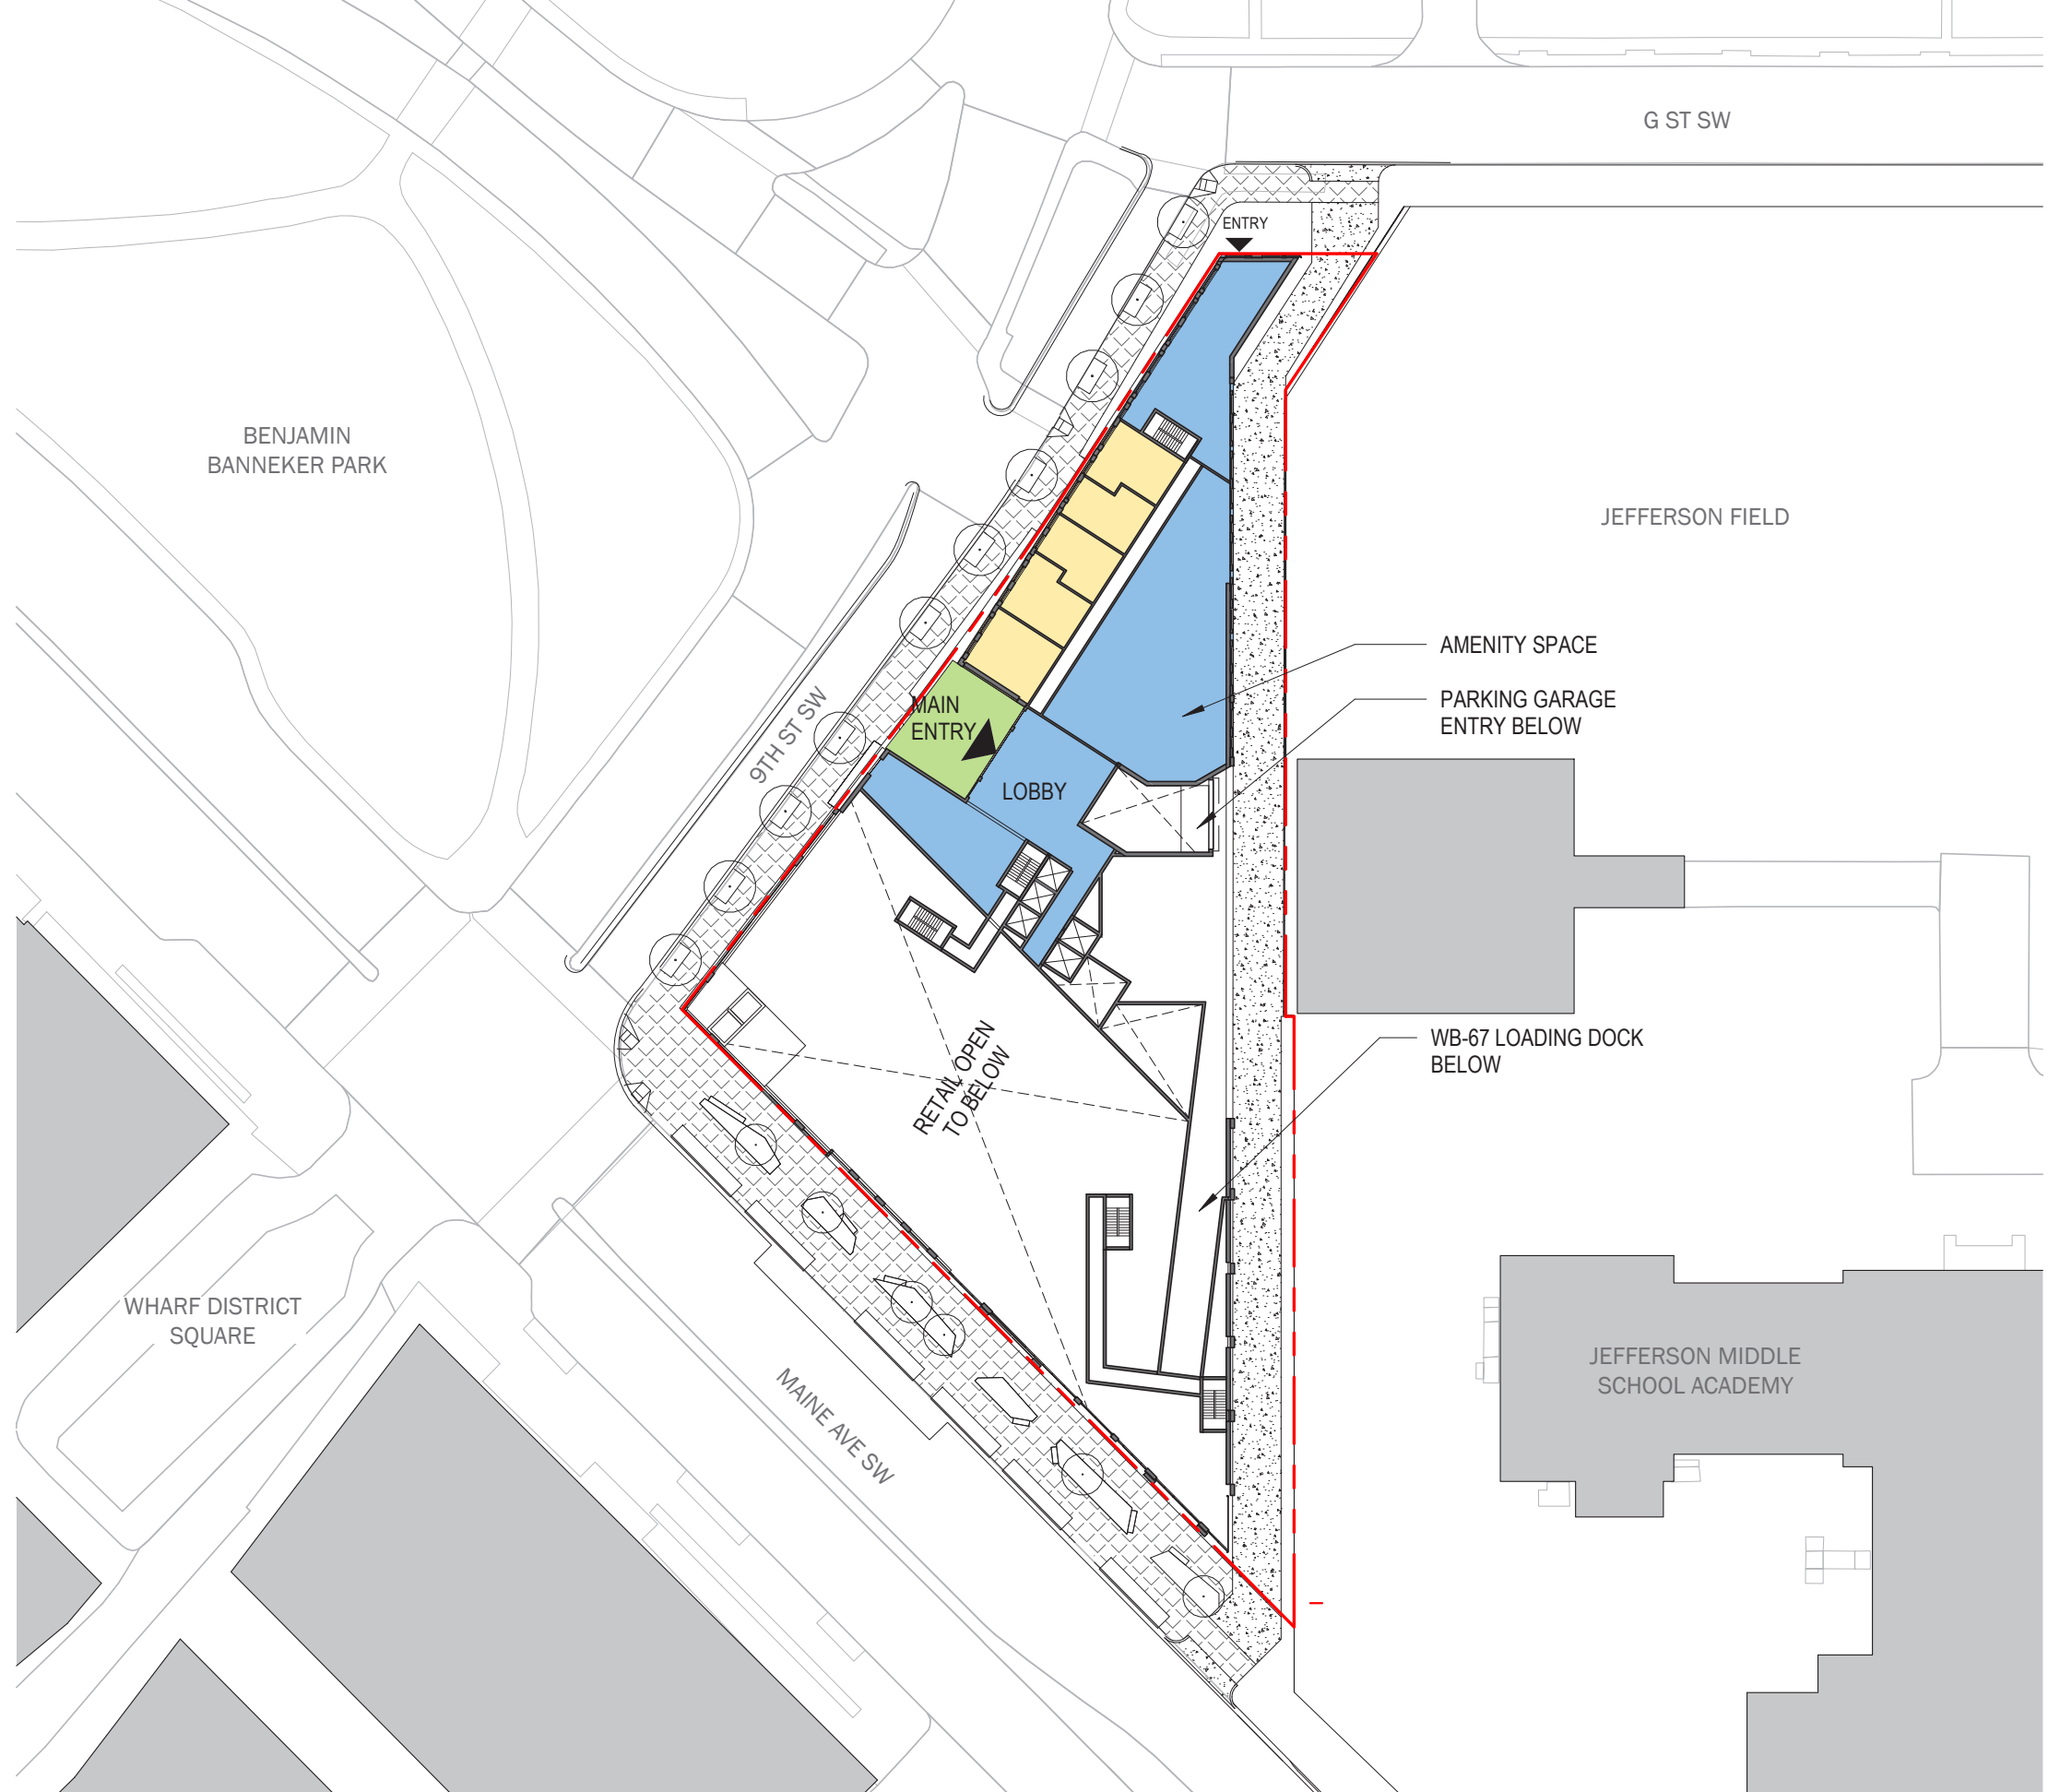 G ST SW
ENTRY
BENJAMIN
BANNEKER PARK
JEFFERSON FIELD
AMENITY SPACE
PARKING GARAGE
ENTRY BELOW
MAIN
ENTRY
9TH ST SW
LOBBY
RETAIL OPEN
TO BELOW
WB-67 LOADING DOCK
BELOW
WHARF DISTRICT
SQUARE
JEFFERSON MIDDLE
SCHOOL ACADEMY
MAINE AVE SW